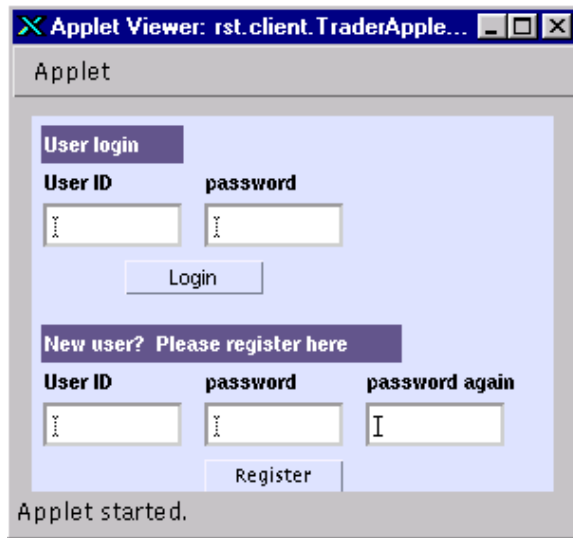 Applet Viewer: rst.client.TraderApple...
Applet
User login
User ID password
Login
New user? Please register here
User ID password password again
Register
Applet started.